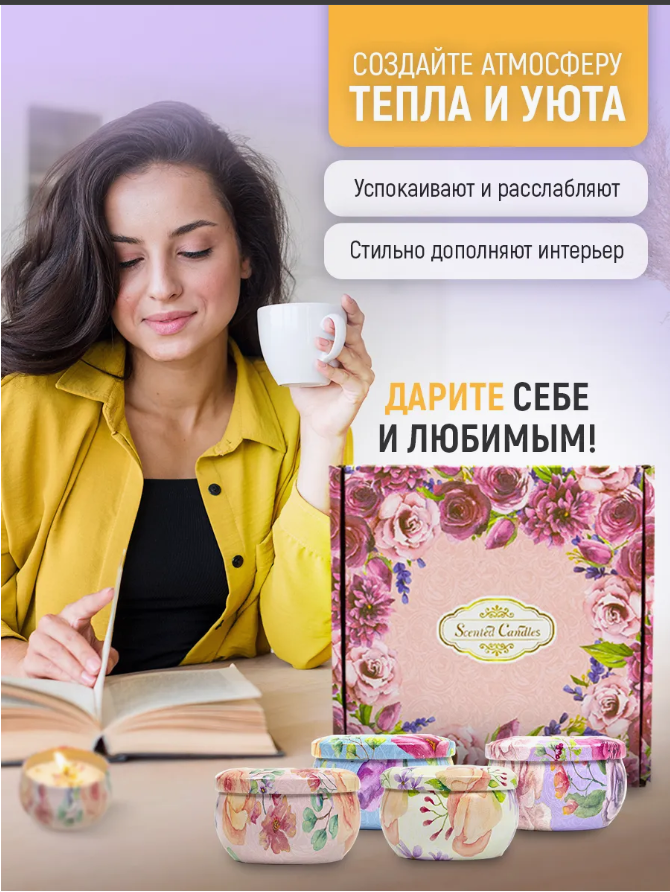 СОЗДАЙТЕ АТМОСФЕРУ
ТЕПЛА И УЮТА
Успокаивают и расслабляют
Стильно дополняют интерьер
ДАРИТЕ СЕБЕ
И ЛЮБИМЫМ!
Scented Candles